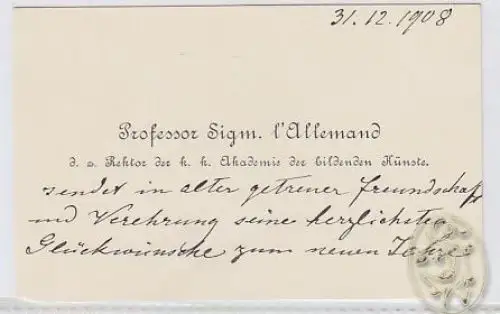 31.12.1908
Professor Sigm. l'Allemand
d. z. Rektor der k. k. Akademie der bildenden Künste.
sendet in alter getreuer Freundschaft
und Verehrung seine herzlichsten
Glückwünsche zum neuen Jahre